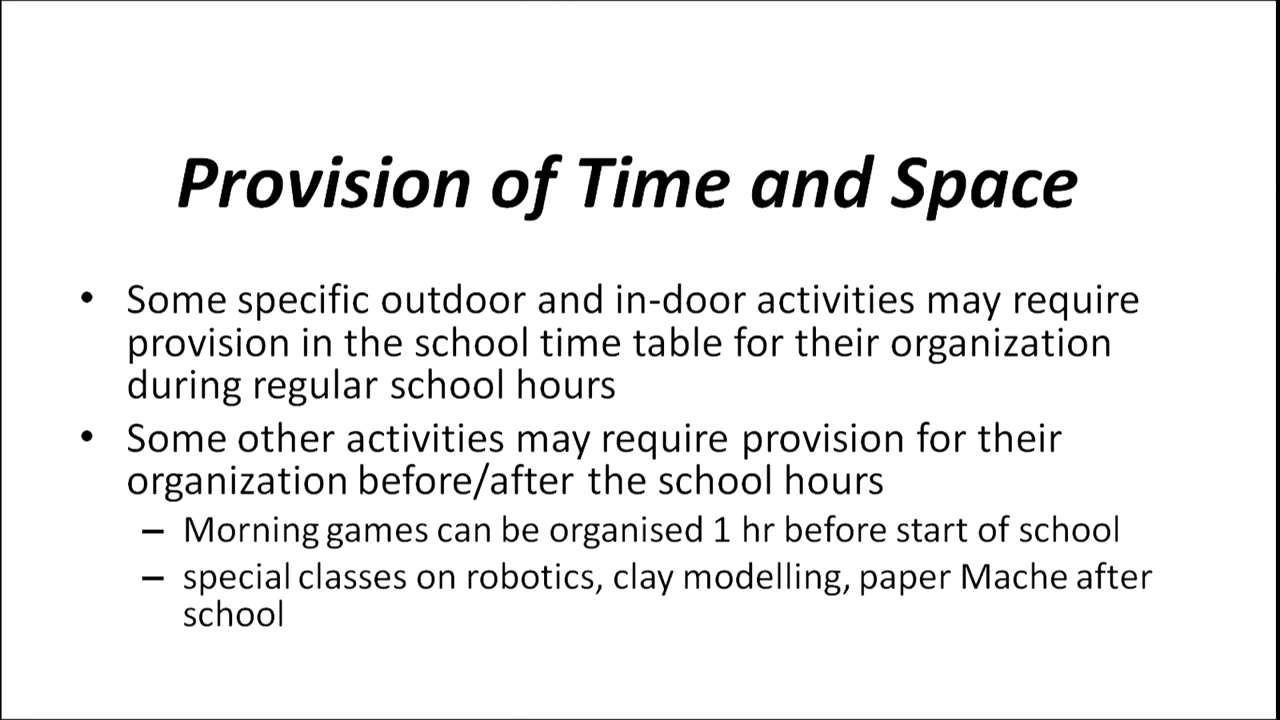 Provision of Time and Space
• Some specific outdoor and in-door activities may require
provision in the school time table for their organization
during regular school hours
• Some other activities may require provision for their
organization before/after the school hours
– Morning games can be organised 1 hr before start of school
– special classes on robotics, clay modelling, paper Mache after
school